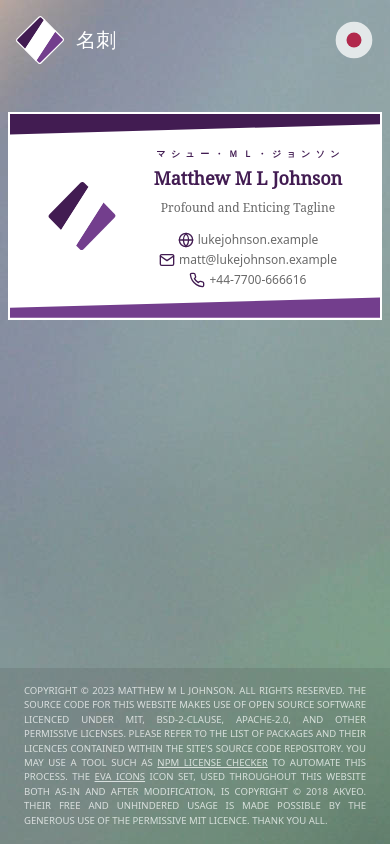 名刺
マシュー・ＭＬ・ジョンソン
Matthew M L Johnson
Profound and Enticing Tagline
lukejohnson.example
matt@lukejohnson.example
+44-7700-666616
COPYRIGHT © 2023 MATTHEW M L JOHNSON. ALL RIGHTS RESERVED. THE
SOURCE CODE FOR THIS WEBSITE MAKES USE OF OPEN SOURCE SOFTWARE
LICENCED UNDER MIT, BSD-2-CLAUSE, APACHE-2.0, AND OTHER
PERMISSIVE LICENSES. PLEASE REFER TO THE LIST OF PACKAGES AND THEIR
LICENCES CONTAINED WITHIN THE SITE'S SOURCE CODE REPOSITORY. YOU
MAY USE A TOOL SUCH AS NPM LICENSE CHECKER TO AUTOMATE THIS
PROCESS. THE EVA ICONS ICON SET, USED THROUGHOUT THIS WEBSITE
BOTH AS-IN AND AFTER MODIFICATION, IS COPYRIGHT © 2018 AKVEO.
THEIR FREE AND UNHINDERED USAGE IS MADE POSSIBLE BY THE
GENEROUS USE OF THE PERMISSIVE MIT LICENCE. THANK YOU ALL.